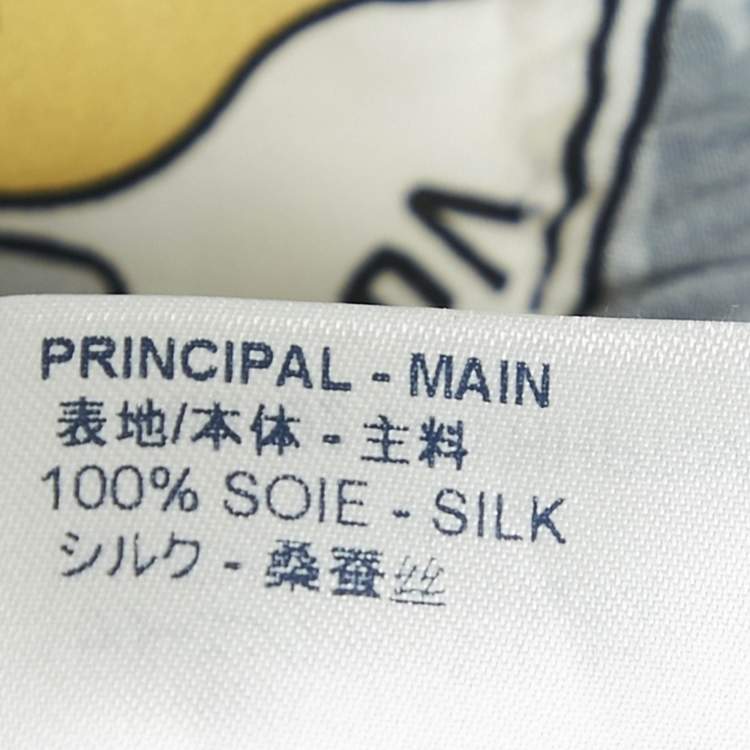 PRINCIPAL - MAIN
表地/本体 - 主料
100% SOIE - SILK
シルク - 桑蚕丝